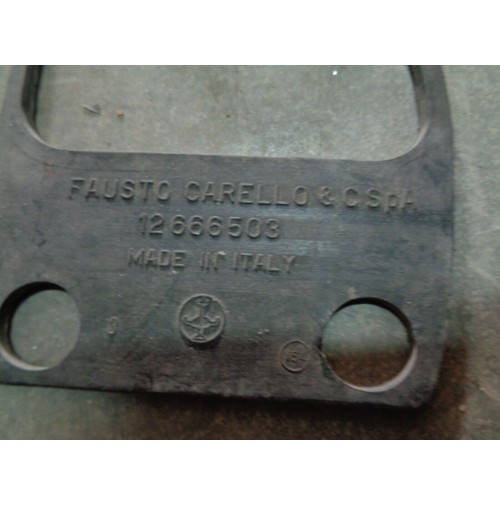 FAUSTO CARELLO & C SpA
12666503
MADE IN ITALY